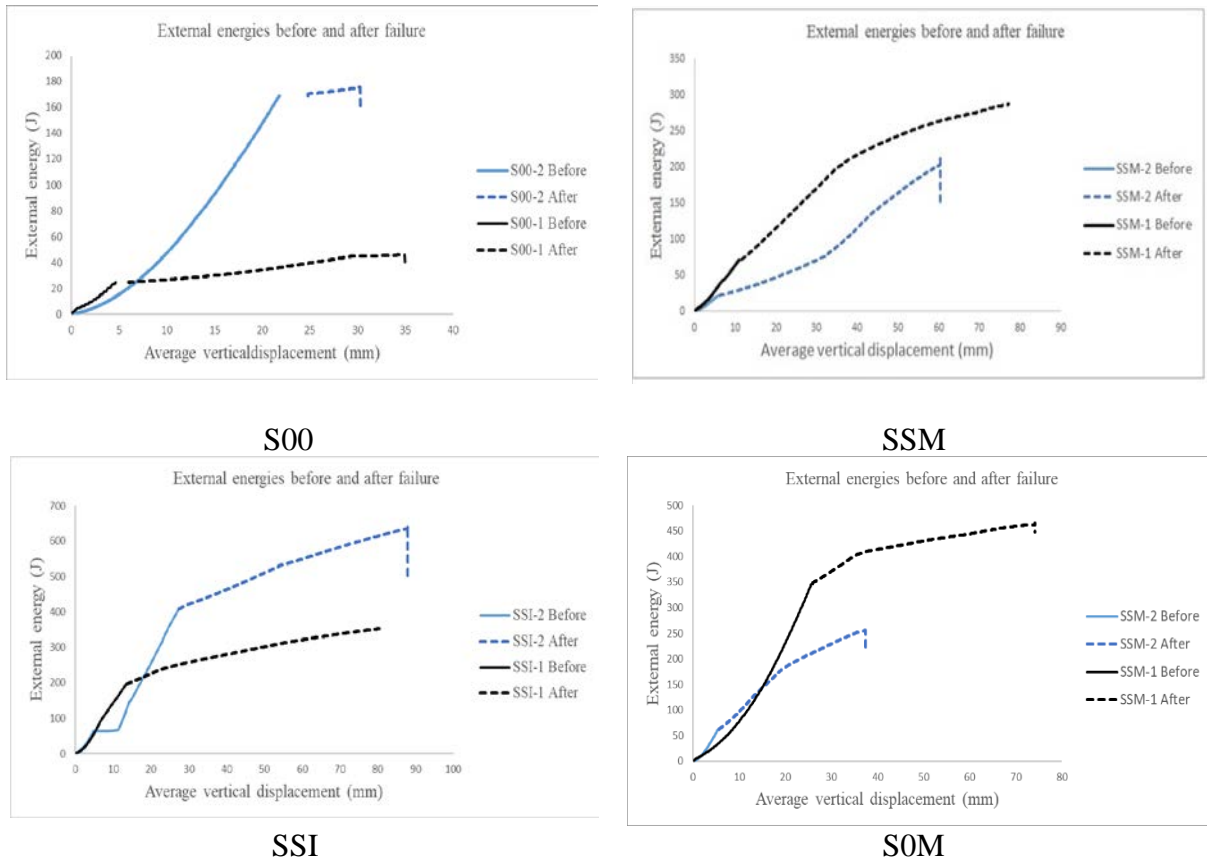 External energies before and after failure
200
180
160
140
120
100
80
60
40
20
0
0 5 10 15 20 25 30 35 40
External energy (J)
Average verticaldisplacement (mm)
S00-2 Before
S00-2 After
S00-1 Before
S00-1 After
S00
External energies before and after failure
350
300
250
200
150
100
50
0
0 10 20 30 40 50 60 70 80 90
External energy (J)
Average vertical displacement (mm)
SSM-2 Before
SSM-2 After
SSM-1 Before
SSM-1 After
SSM
External energies before and after failure
700
600
500
400
300
200
100
0
0 10 20 30 40 50 60 70 80 90 100
External energy (J)
Average vertical displacement (mm)
SSI-2 Before
SSI-2 After
SSI-1 Before
SSI-1 After
SSI
External energies before and after failure
500
450
400
350
300
250
200
150
100
50
0
0 10 20 30 40 50 60 70 80
External energy (J)
Average vertical displacement (mm)
SSM-2 Before
SSM-2 After
SSM-1 Before
SSM-1 After
S0M